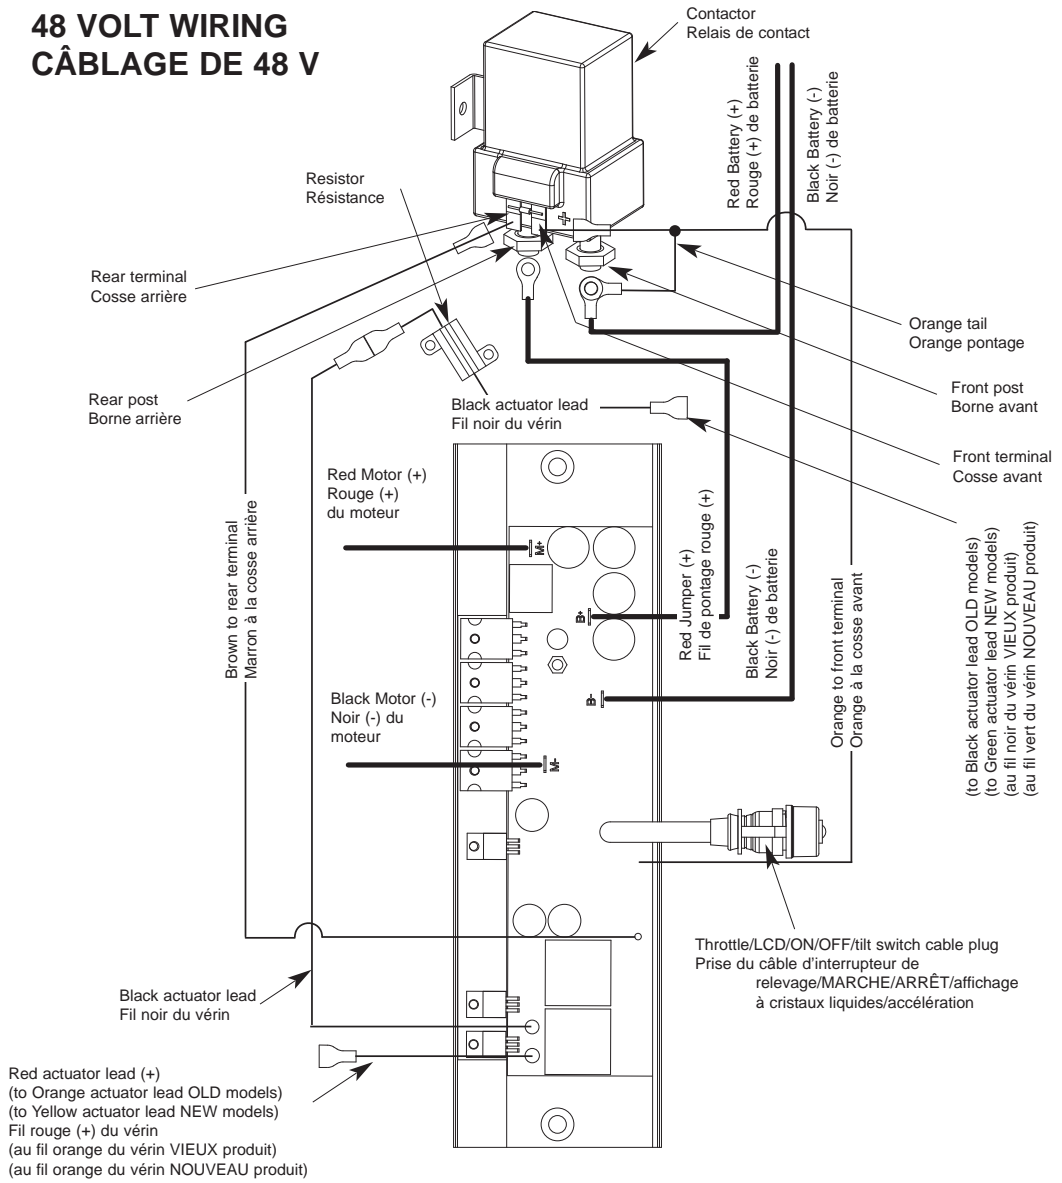 48 VOLT WIRING
CÂBLAGE DE 48 V
Contactor
Relais de contact
Red Battery (+)
Rouge (+) de batterie
Black Battery (-)
Noir (-) de batterie
Resistor
Résistance
+
Rear terminal
Cosse arrière
Orange tail
Orange pontage
Rear post
Borne arrière
Front post
Borne avant
Black actuator lead
Fil noir du vérin
Front terminal
Cosse avant
Red Motor (+)
Rouge (+)
du moteur
Brown to rear terminal
Marron à la cosse arrière
M+
B+
Red Jumper (+)
Fil de pontage rouge (+)
Black Battery (-)
Noir (-) de batterie
Orange to front terminal
Orange à la cosse avant
(to Black actuator lead OLD models)
(to Green actuator lead NEW models)
(au fil noir du vérin VIEUX produit)
(au fil vert du vérin NOUVEAU produit)
Black Motor (-)
Noir (-) du
moteur
B-
M-
Throttle/LCD/ON/OFF/tilt switch cable plug
Prise du câble d'interrupteur de
relevage/MARCHE/ARRÊT/affichage
à cristaux liquides/accélération
Black actuator lead
Fil noir du vérin
Red actuator lead (+)
(to Orange actuator lead OLD models)
(to Yellow actuator lead NEW models)
Fil rouge (+) du vérin
(au fil orange du vérin VIEUX produit)
(au fil orange du vérin NOUVEAU produit)